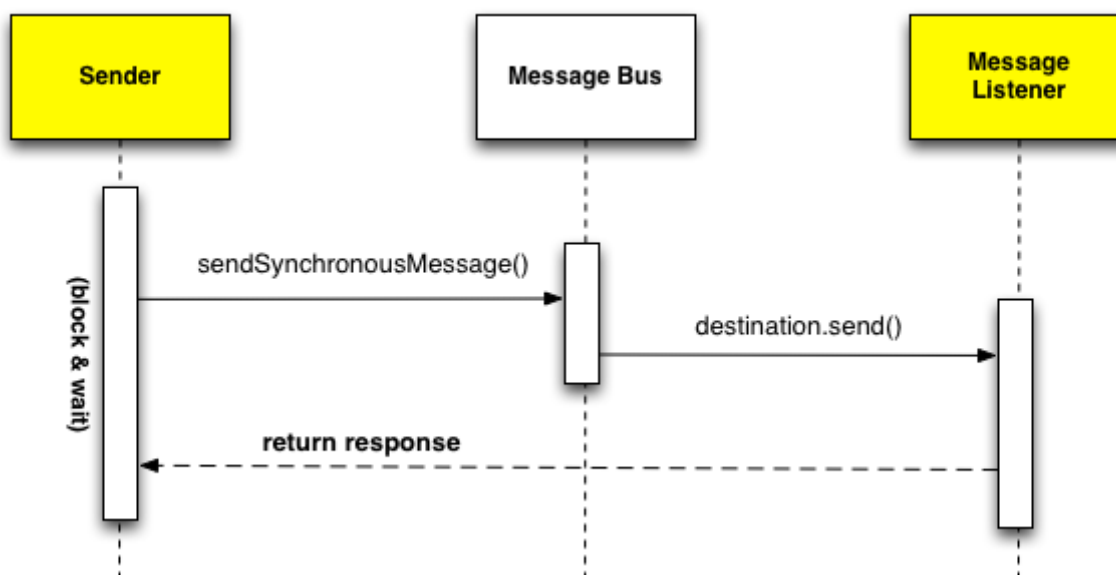 Sender
Message Bus
Message
Listener
sendSynchronousMessage()
destination.send()
(block & wait)
return response